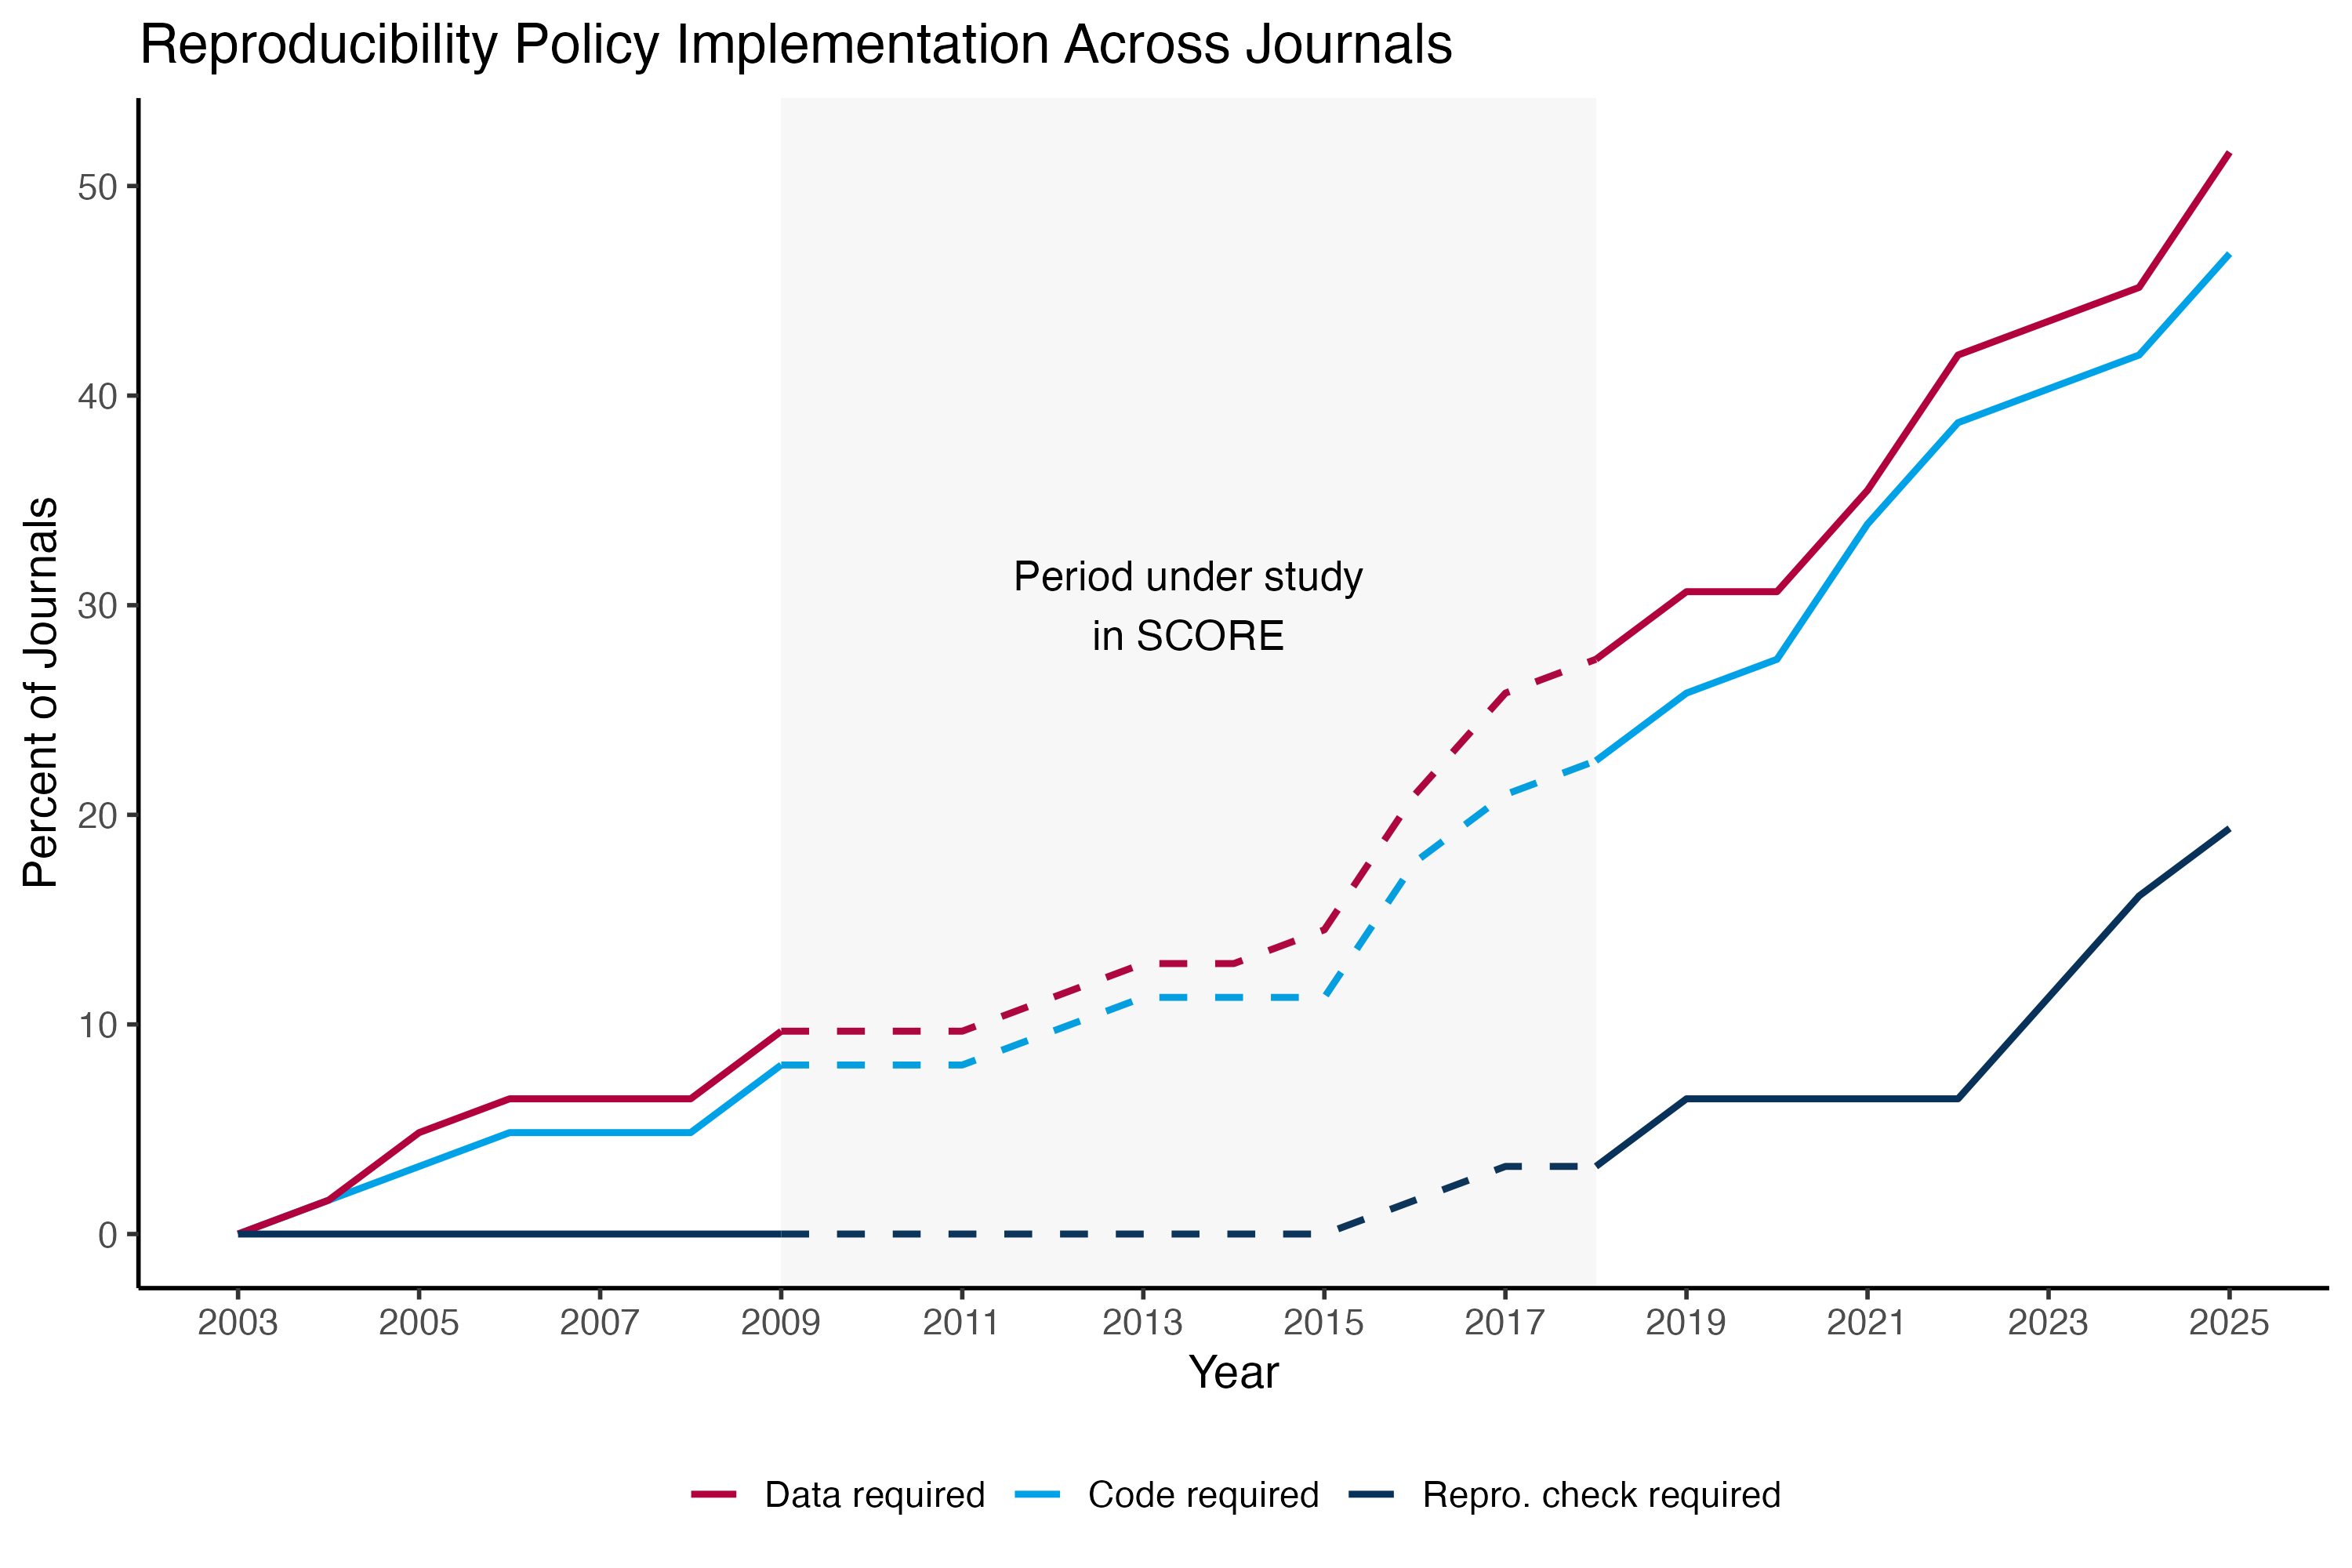 Reproducibility Policy Implementation Across Journals
Percent of Journals
50
40
30
20
10
0
Period under study
in SCORE
2003 2005 2007 2009 2011 2013 2015 2017 2019 2021 2023 2025
Year
Data required Code required Repro. check required